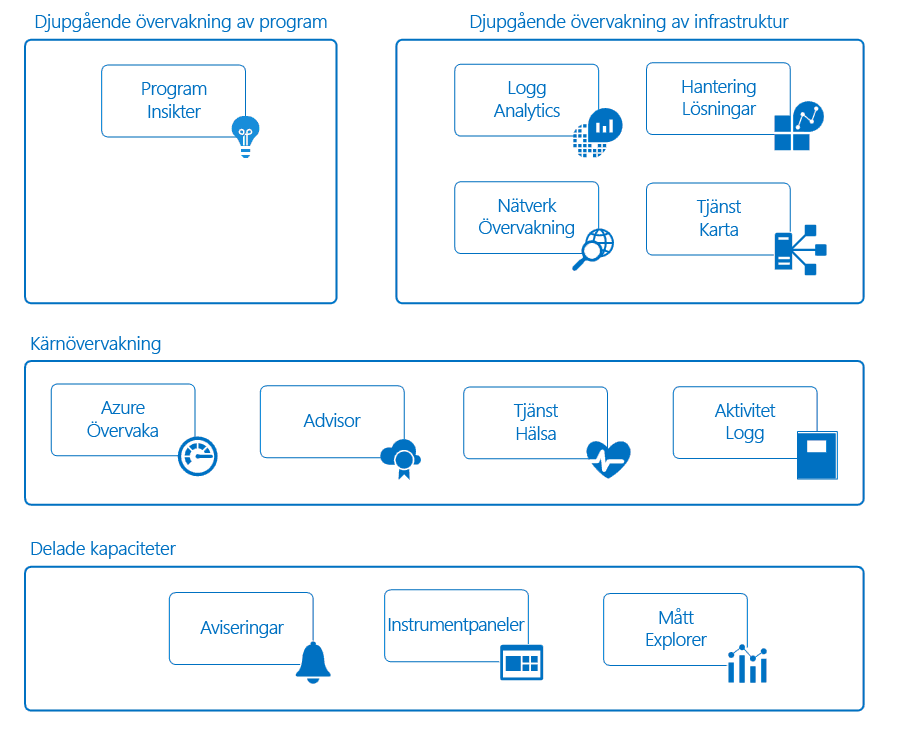 Djupgående övervakning av program
Program
Insikter
Djupgående övervakning av infrastruktur
Logg
Analytics
Hantering
Lösningar
Nätverk
Övervakning
Tjänst
Karta
Kärnövervakning
Azure
Övervaka
Advisor
Tjänst
Hälsa
Aktivitet
Logg
Delade kapaciteter
Aviseringar
Instrumentpaneler
Mått
Explorer